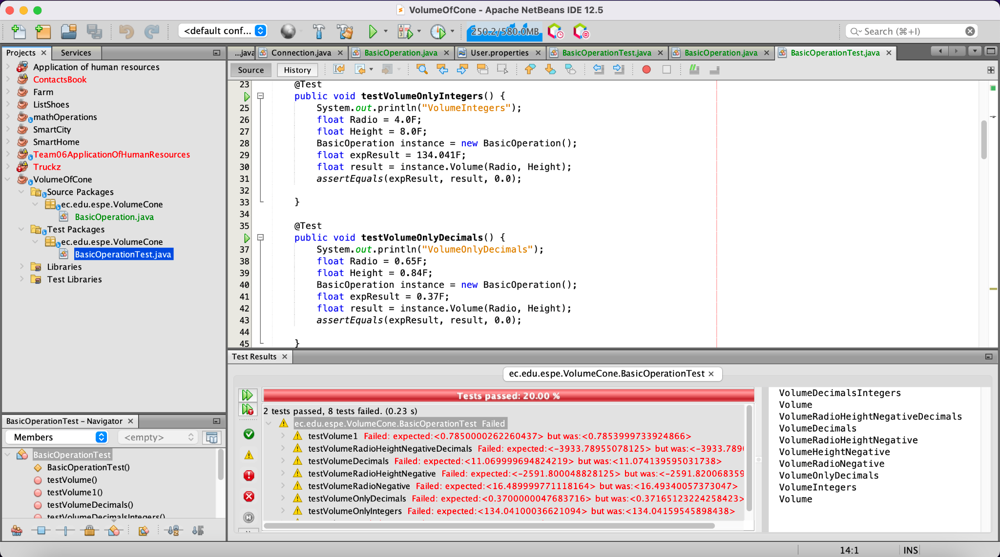 VolumeOfCone - Apache NetBeans IDE 12.5
<default conf...
250.2/580.0MB
Search (⌘+I)
Projects
Services
Application of human resources
ContactsBook
Farm
ListShoes
mathOperations
SmartCity
SmartHome
Team06ApplicationOfHumanResources
Truckz
VolumeOfCone
Source Packages
ec.edu.espe.VolumeCone
BasicOperation.java
Test Packages
ec.edu.espe.VolumeCone
BasicOperationTest.java
Libraries
Test Libraries
BasicOperationTest - Navigator
Members
<empty>
BasicOperationTest
BasicOperationTest()
testVolume()
testVolume1()
testVolumeDecimals()
testVolumeDecimalsIntegers()
...java
Connection.java
BasicOperation.java
User.properties
BasicOperationTest.java
BasicOperation.java
BasicOperationTest.java
Source
History
23 @Test
public void testVolumeOnlyIntegers() {
25 System.out.println("VolumeIntegers");
26 float Radio = 4.0F;
27 float Height = 8.0F;
28 BasicOperation instance = new BasicOperation();
29 float expResult = 134.041F;
30 float result = instance.Volume(Radio, Height);
31 assertEquals(expResult, result, 0.0);
32
33 }
34
35 @Test
public void testVolumeOnlyDecimals() {
37 System.out.println("VolumeOnlyDecimals");
38 float Radio = 0.65F;
39 float Height = 0.84F;
40 BasicOperation instance = new BasicOperation();
41 float expResult = 0.37F;
42 float result = instance.Volume(Radio, Height);
43 assertEquals(expResult, result, 0.0);
44
45 }
Test Results
ec.edu.espe.VolumeCone.BasicOperationTest
Tests passed: 20.00 %
2 tests passed, 8 tests failed. (0.23 s)
ec.edu.espe.VolumeCone.BasicOperationTest Failed
testVolume1 Failed: expected:<0.7850000262260437> but was:<0.7853999733924866>
testVolumeRadioHeightNegativeDecimals Failed: expected:<-3933.78955078125> but was:<-3933.789
testVolumeDecimals Failed: expected:<11.069999694824219> but was:<11.074139595031738>
testVolumeRadioHeightNegative Failed: expected:<-2591.800048828125> but was:<-2591.820068359
testVolumeRadioNegative Failed: expected:<16.489999771118164> but was:<16.49340057373047>
testVolumeOnlyDecimals Failed: expected:<0.3700000047683716> but was:<0.37165123224258423>
testVolumeOnlyIntegers Failed: expected:<134.04100036621094> but was:<134.04159545898438>
VolumeDecimalsIntegers
Volume
VolumeRadioHeightNegativeDecimals
VolumeDecimals
VolumeRadioHeightNegative
VolumeHeightNegative
VolumeRadioNegative
VolumeOnlyDecimals
VolumeIntegers
Volume
14:1
INS